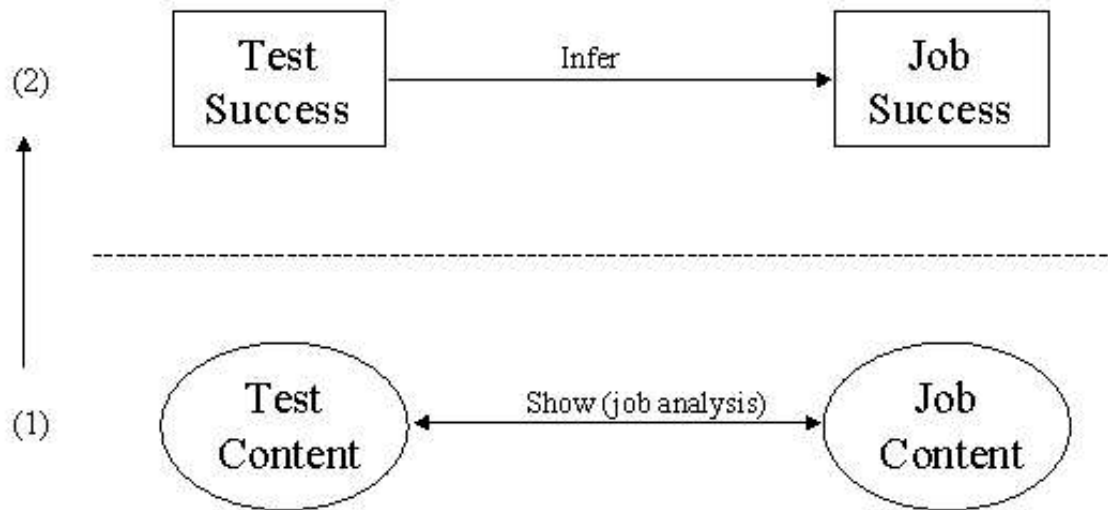 (2)
Test
Success
Infer
Job
Success
(1)
Test
Content
Show (job analysis)
Job
Content